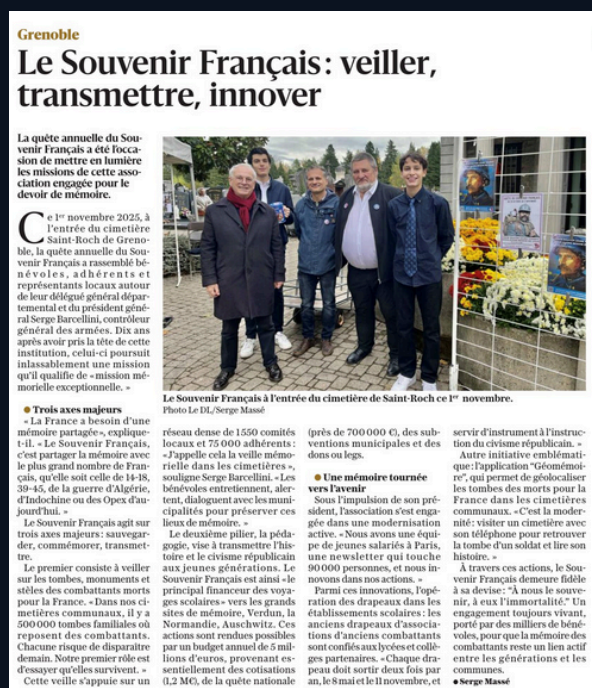 Grenoble
Le Souvenir Français : veiller,
transmettre, innover
La quête annuelle du Sou-
venir Français a été l'occa-
sion de mettre en lumière
les missions de cette asso-
ciation engagée pour le
devoir de mémoire.
Ce 1er novembre 2025, à
l'entrée du cimetière
Saint-Roch de Greno-
ble, la quête annuelle du Sou-
venir Français a rassemblé bé-
névoles, adhérents et
représentants locaux autour
de leur délégué général dépar-
temental et du président géné-
ral Serge Barcellini, contrôleur
général des armées. Dix ans
après avoir pris la tête de cette
institution, celui-ci poursuit
inlassablement une mission
qu'il qualifie de « mission mé-
morielle exceptionnelle. »
● Trois axes majeurs
« La France a besoin d'une
mémoire partagée », explique-
t-il. « Le Souvenir Français,
c'est partager la mémoire avec
le plus grand nombre de Fran-
çais, qu'elle soit celle de 14-18,
39-45, de la guerre d'Algérie,
d'Indochine ou des Opex d'au-
jourd'hui. »
Le Souvenir Français agit sur
trois axes majeurs : sauvegar-
der, commémorer, transmet-
tre.
Le premier consiste à veiller
sur les tombes, monuments et
stèles des combattants morts
pour la France. « Dans nos ci-
metières communaux, il y a
500 000 tombes familiales où
reposent des combattants.
Chacune risque de disparaître
demain. Notre premier rôle est
d'essayer qu'elles survivent. »
Cette veille s'appuie sur un
Le Souvenir Français à l'entrée du cimetière de Saint-Roch ce 1er novembre.
Photo Le DL/Serge Massé
réseau dense de 1 550 comités
locaux et 75 000 adhérents :
« J'appelle cela la veille mémo-
rielle dans les cimetières »,
souligne Serge Barcellini. « Les
bénévoles entretiennent, aler-
tent, dialoguent avec les muni-
cipalités pour préserver ces
lieux de mémoire. »
Le deuxième pilier, la péda-
gogie, vise à transmettre l'his-
toire et le civisme républicain
aux jeunes générations. Le
Souvenir Français est ainsi « le
principal financeur des voya-
ges scolaires » vers les grands
sites de mémoire, Verdun, la
Normandie, Auschwitz. Ces
actions sont rendues possibles
par un budget annuel de 5 mil-
lions d'euros, provenant es-
sentiellement des cotisations
(1,2 M€), de la quête nationale
(près de 700 000 €), des sub-
ventions municipales et des
dons ou legs.
● Une mémoire tournée
vers l'avenir
Sous l'impulsion de son pré-
sident, l'association s'est enga-
gée dans une modernisation
active. « Nous avons une équi-
pe de jeunes salariés à Paris,
une newsletter qui touche
90 000 personnes, et nous in-
novons dans nos actions. »
Parmi ces innovations, l'opé-
ration des drapeaux dans les
établissements scolaires : les
anciens drapeaux d'associa-
tions d'anciens combattants
sont confiés aux lycées et collè-
ges partenaires. « Chaque dra-
peau doit sortir deux fois par
an, le 8 mai et le 11 novembre, et
servir d'instrument à l'instruc-
tion du civisme républicain. »
Autre initiative emblémati-
que : l'application "Géomémoi-
re", qui permet de géolocaliser
les tombes des morts pour la
France dans les cimetières
communaux. « C'est la moder-
nité : visiter un cimetière avec
son téléphone pour retrouver
la tombe d'un soldat et lire son
histoire. »
À travers ces actions, le Sou-
venir Français demeure fidèle
à sa devise : "À nous le souve-
nir, à eux l'immortalité." Un
engagement toujours vivant,
porté par des milliers de béné-
voles, pour que la mémoire des
combattants reste un lien actif
entre les générations et les
communes.
● Serge Massé